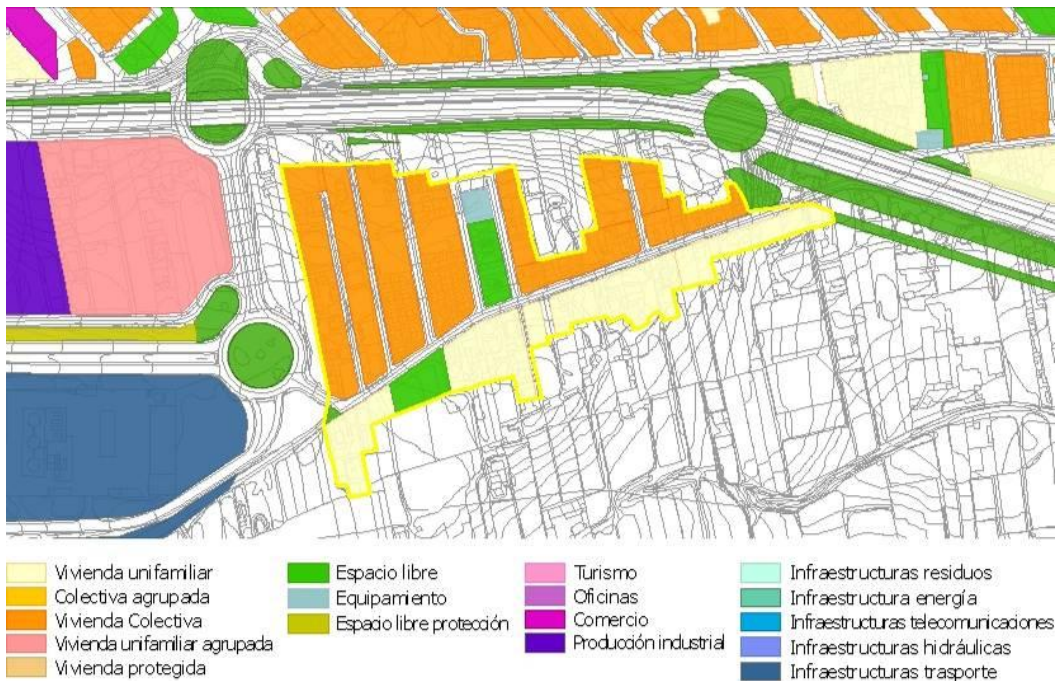 Vivienda unifamiliar
Colectiva agrupada
Vivienda Colectiva
Vivienda unifamiliar agrupada
Vivienda protegida
Espacio libre
Equipamiento
Espacio libre protección
Turismo
Oficinas
Comercio
Producción industrial
Infraestructuras residuos
Infraestructura energía
Infraestructuras telecomunicaciones
Infraestructuras hidráulicas
Infraestructuras trasporte